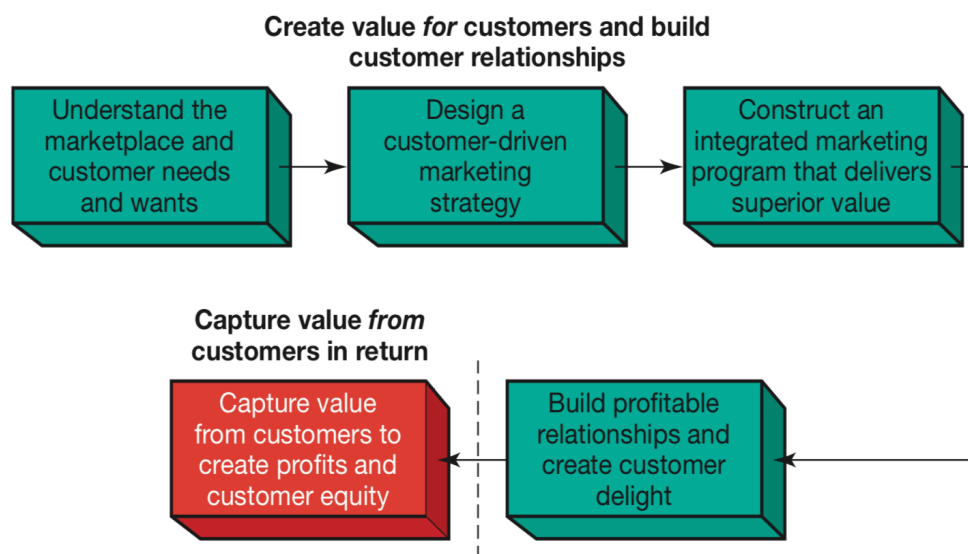 Create value for customers and build
customer relationships
Understand the
marketplace and
customer needs
and wants
Design a
customer-driven
marketing
strategy
Construct an
integrated marketing
program that delivers
superior value
Capture value from
customers in return
Capture value
from customers to
create profits and
customer equity
Build profitable
relationships and
create customer
delight